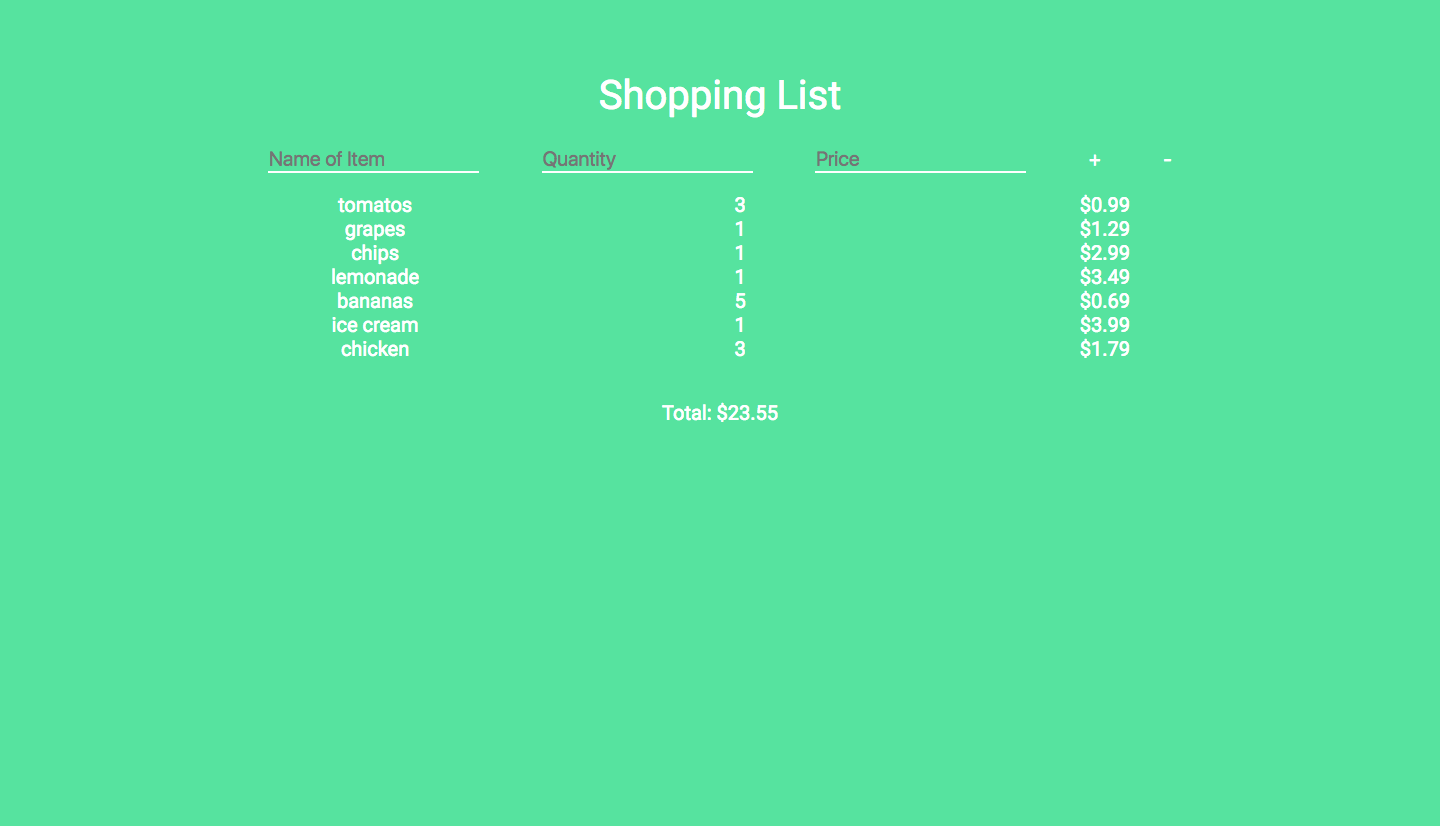 Shopping List
Name of Item Quantity Price + -
tomatos 3 $0.99
grapes 1 $1.29
chips 1 $2.99
lemonade 1 $3.49
bananas 5 $0.69
ice cream 1 $3.99
chicken 3 $1.79
Total: $23.55